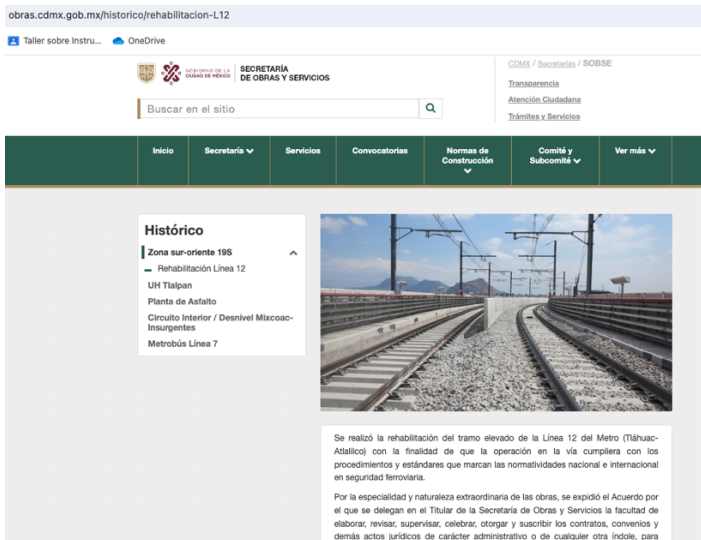 obras.cdmx.gob.mx/historico/rehabilitacion-L12
Taller sobre Instru...
OneDrive
GOBIERNO DE LA
CIUDAD DE MÉXICO
SECRETARÍA
DE OBRAS Y SERVICIOS
CDMX / Secretarías / SOBSE
Transparencia
Atención Ciudadana
Trámites y Servicios
Buscar en el sitio
Inicio
Secretaría
Servicios
Convocatorias
Normas de
Construcción
Comité y
Subcomité
Ver más
Histórico
Zona sur-oriente 19S
Rehabilitación Línea 12
UH Tlalpan
Planta de Asfalto
Circuito Interior / Desnivel Mixcoac-
Insurgentes
Metrobús Línea 7
Se realizó la rehabilitación del tramo elevado de la Línea 12 del Metro (Tláhuac-
Atlalilco) con la finalidad de que la operación en la vía cumpliera con los
procedimientos y estándares que marcan las normatividades nacional e internacional
en seguridad ferroviaria.
Por la especialidad y naturaleza extraordinaria de las obras, se expidió el Acuerdo por
el que se delegan en el Titular de la Secretaría de Obras y Servicios la facultad de
elaborar, revisar, supervisar, celebrar, otorgar y suscribir los contratos, convenios y
demás actos jurídicos de carácter administrativo o de cualquier otra índole, para